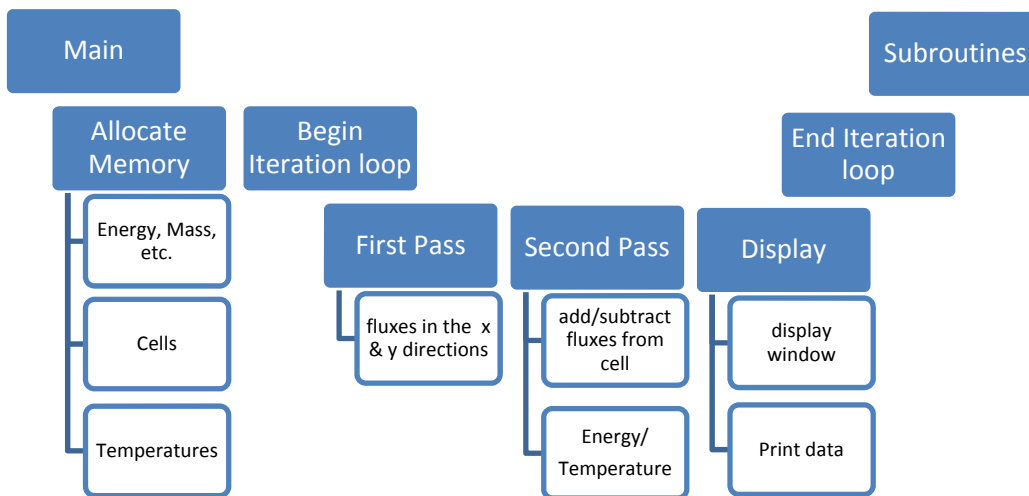 Main
Subroutines
Allocate
Memory
Begin
Iteration loop
End Iteration
loop
Energy, Mass,
etc.
Cells
Temperatures
First Pass
fluxes in the x
& y directions
Second Pass
add/subtract
fluxes from
cell
Energy/
Temperature
Display
display
window
Print data